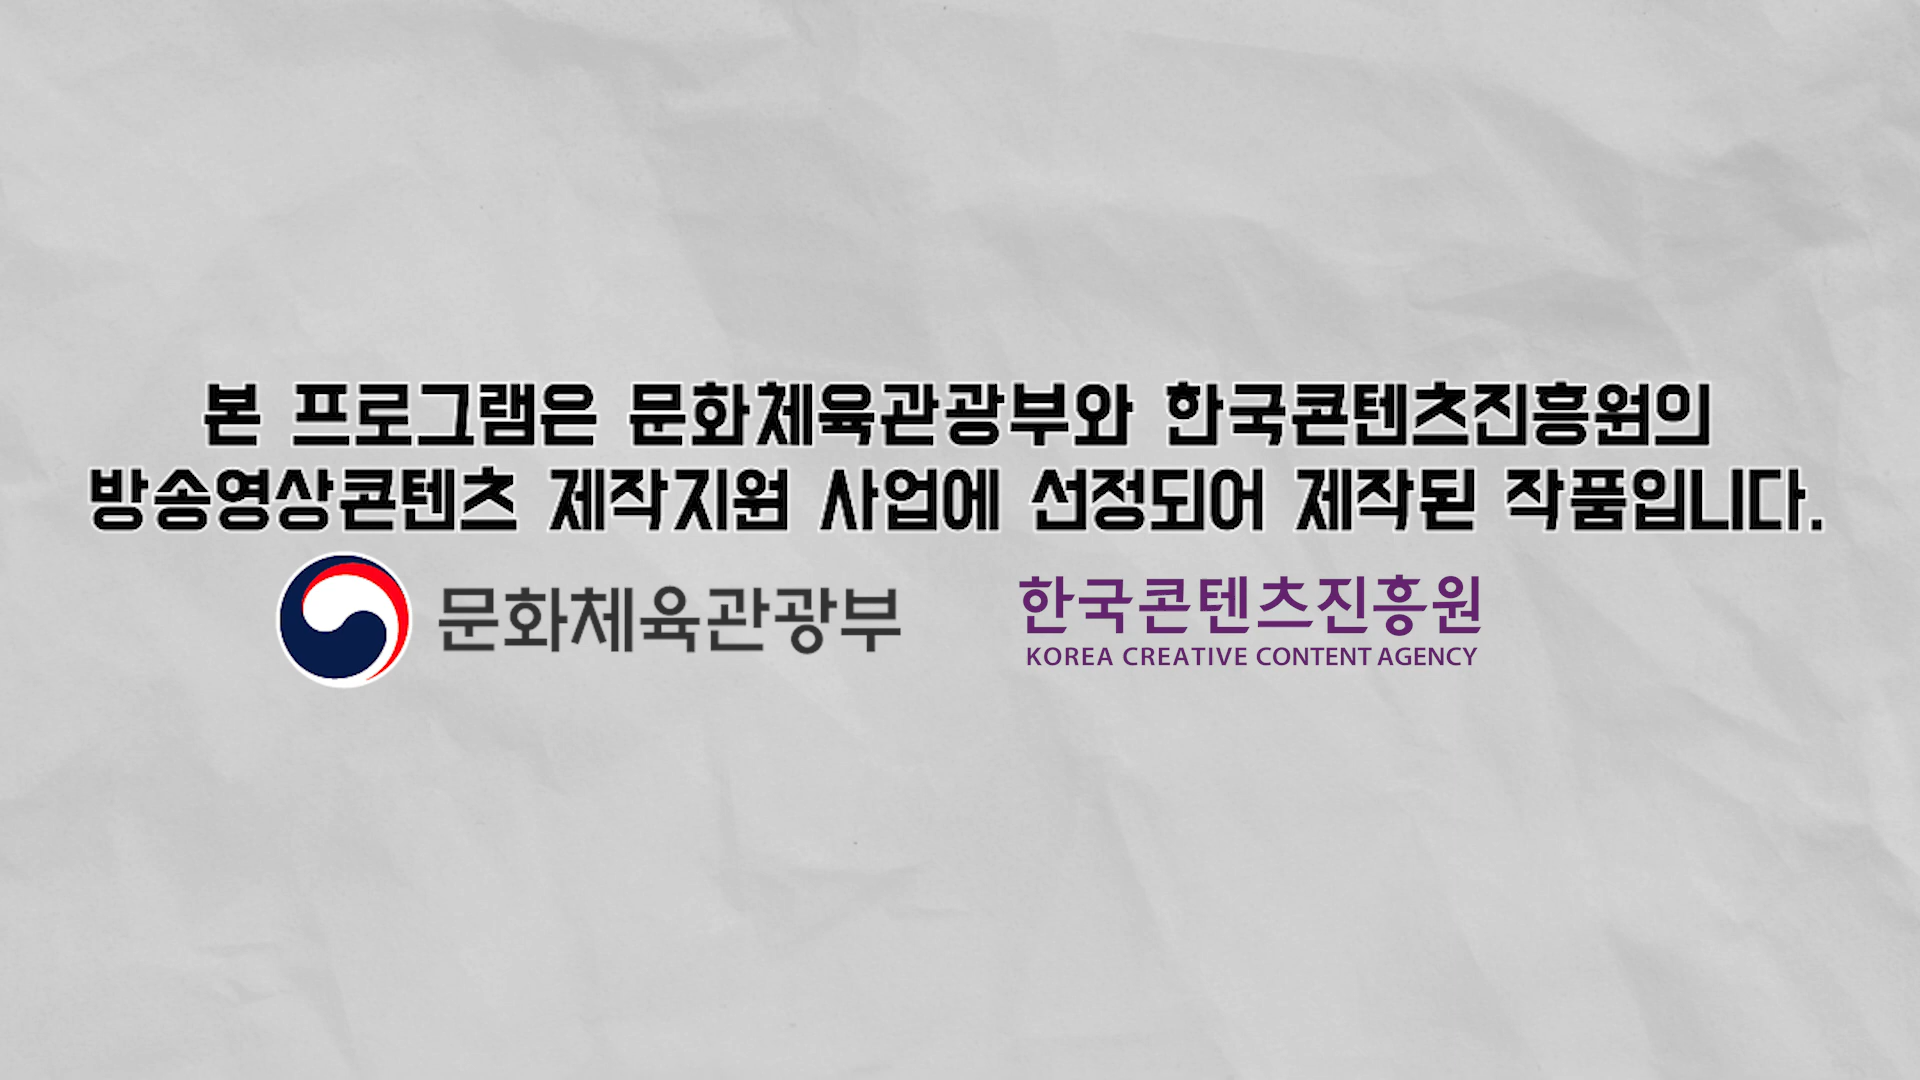 본 프로그램은 문화체육관광부와 한국콘텐츠진흥원의
방송영상콘텐츠 제작지원 사업에 선정되어 제작된 작품입니다.
문화체육관광부
한국콘텐츠진흥원
KOREA CREATIVE CONTENT AGENCY